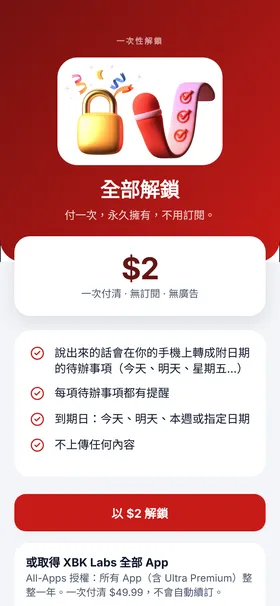 一次性解鎖
全部解鎖
付一次，永久擁有，不用訂閱。
$2
一次付清 · 無訂閱 · 無廣告
說出來的話會在你的手機上轉成附日期
的待辦事項（今天、明天、星期五...）
每項待辦事項都有提醒
到期日：今天、明天、本週或指定日期
不上傳任何內容
以 $2 解鎖
或取得 XBK Labs 全部 App
All-Apps 授權：所有 App（含 Ultra Premium）整
整一年。一次付清 $49.99，不會自動續訂。